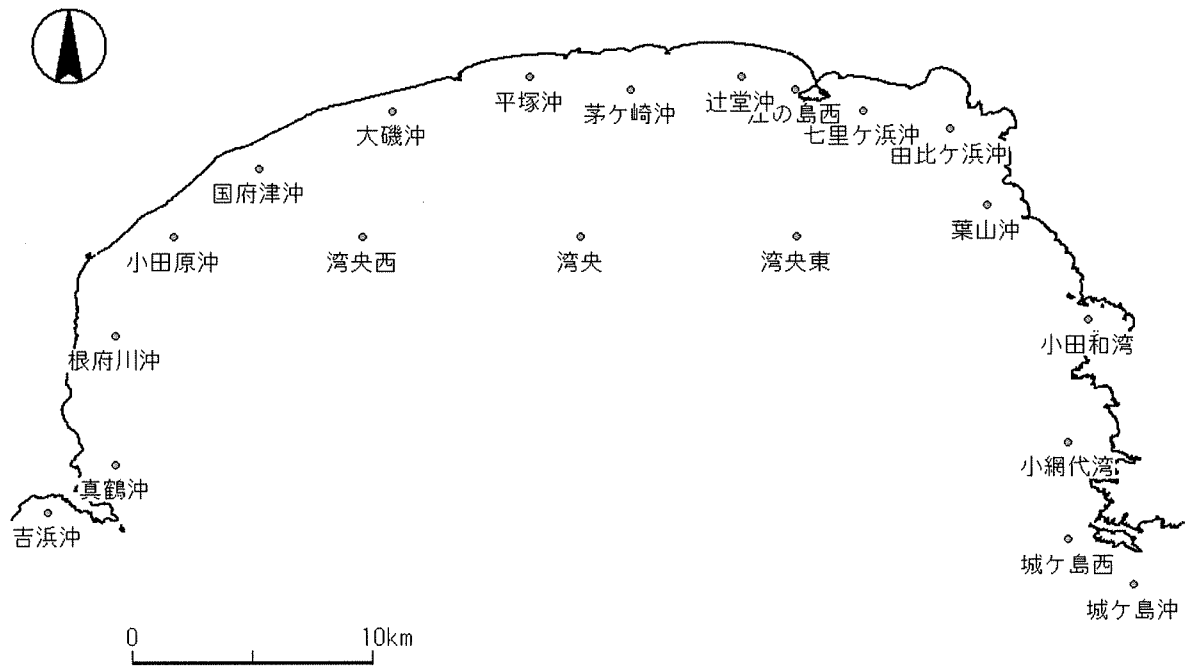 平塚沖
茅ケ崎沖
辻堂沖
江の島西
大磯沖
七里ケ浜沖
由比ケ浜沖
国府津沖
葉山沖
小田原沖
湾央西
湾央
湾央東
根府川沖
小田和湾
小網代湾
真鶴沖
吉浜沖
城ケ島西
城ケ島沖
0 10km